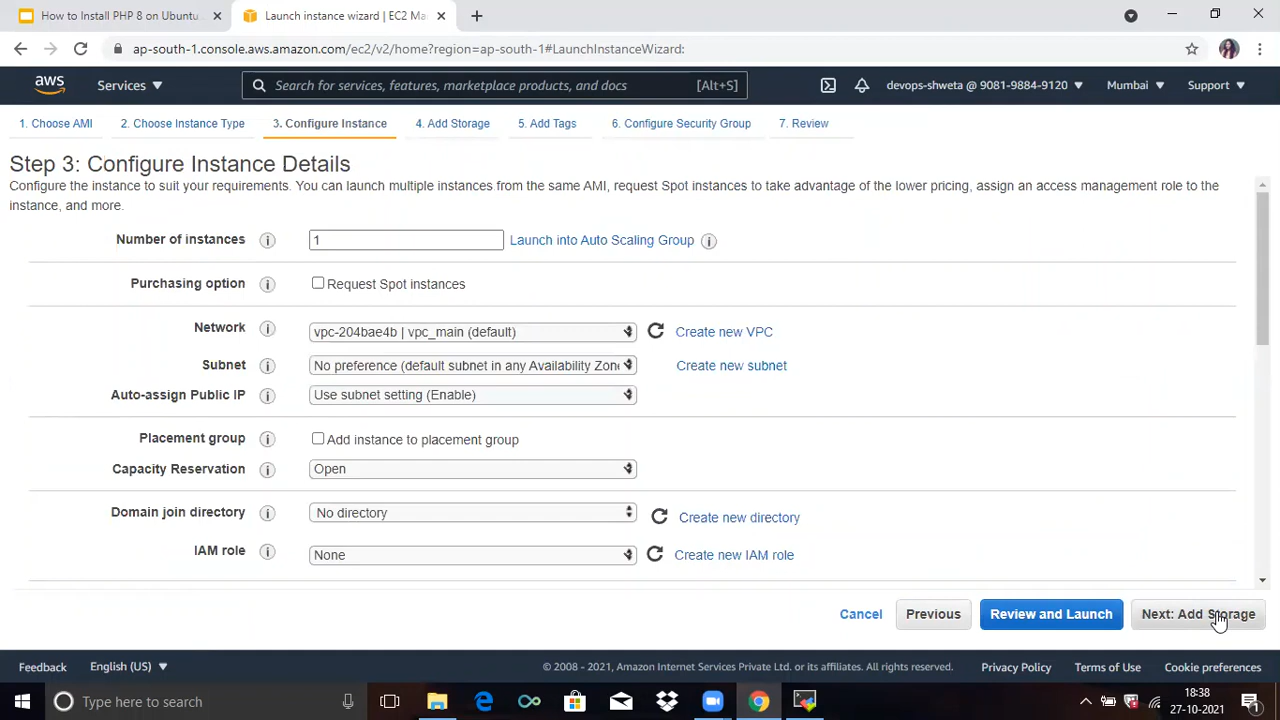 How to Install PHP 8 on Ubuntu
Launch instance wizard | EC2 Ma
ap-south-1.console.aws.amazon.com/ec2/v2/home?region=ap-south-1#LaunchInstanceWizard:
aws
Services
Search for services, features, marketplace products, and docs
[Alt+S]
devops-shweta @ 9081-9884-9120
Mumbai
Support
1. Choose AMI
2. Choose Instance Type
3. Configure Instance
4. Add Storage
5. Add Tags
6. Configure Security Group
7. Review
Step 3: Configure Instance Details
Configure the instance to suit your requirements. You can launch multiple instances from the same AMI, request Spot instances to take advantage of the lower pricing, assign an access management role to the
instance, and more.
Number of instances
1
Launch into Auto Scaling Group
Purchasing option
Request Spot instances
Network
vpc-204bae4b | vpc_main (default)
Create new VPC
Subnet
No preference (default subnet in any Availability Zone
Create new subnet
Auto-assign Public IP
Use subnet setting (Enable)
Placement group
Add instance to placement group
Capacity Reservation
Open
Domain join directory
No directory
Create new directory
IAM role
None
Create new IAM role
Cancel
Previous
Review and Launch
Next: Add Storage
Feedback
English (US)
© 2008 - 2021, Amazon Internet Services Private Ltd. or its affiliates. All rights reserved.
Privacy Policy
Terms of Use
Cookie preferences
Type here to search
18:38
27-10-2021